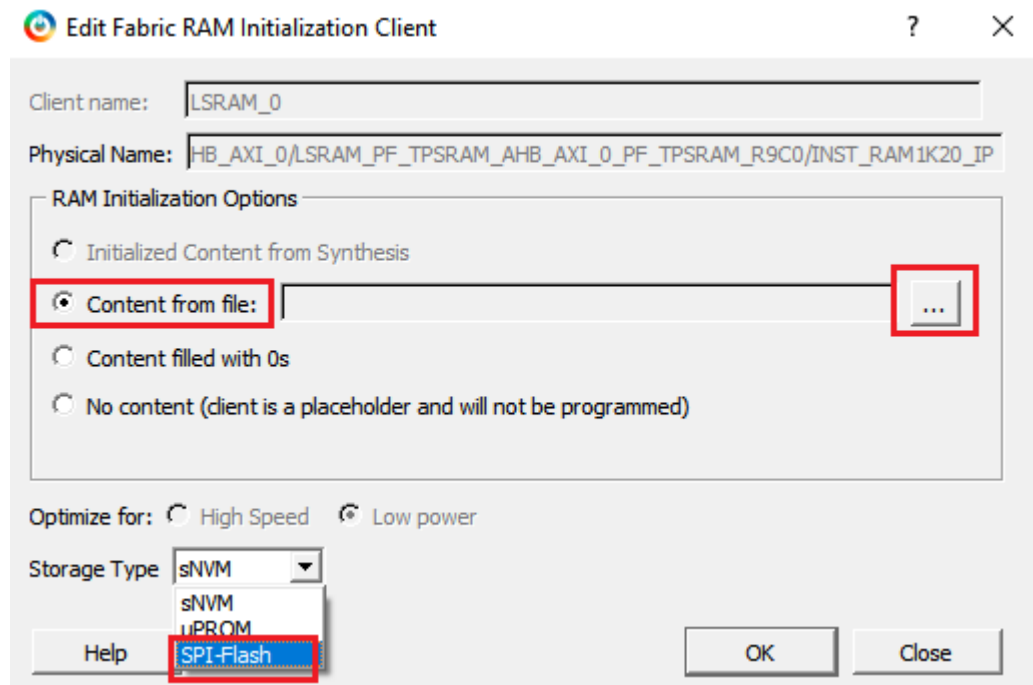 Edit Fabric RAM Initialization Client ? X
Client name: LSRAM_0
Physical Name: HB_AXI_0/LSRAM_PF_TPSRAM_AHB_AXI_0_PF_TPSRAM_R9C0/INST_RAM1K20_IP
RAM Initialization Options
Initialized Content from Synthesis
Content from file: ...
Content filled with 0s
No content (client is a placeholder and will not be programmed)
Optimize for: High Speed Low power
Storage Type sNVM
sNVM
uPROM
SPI-Flash
Help OK Close